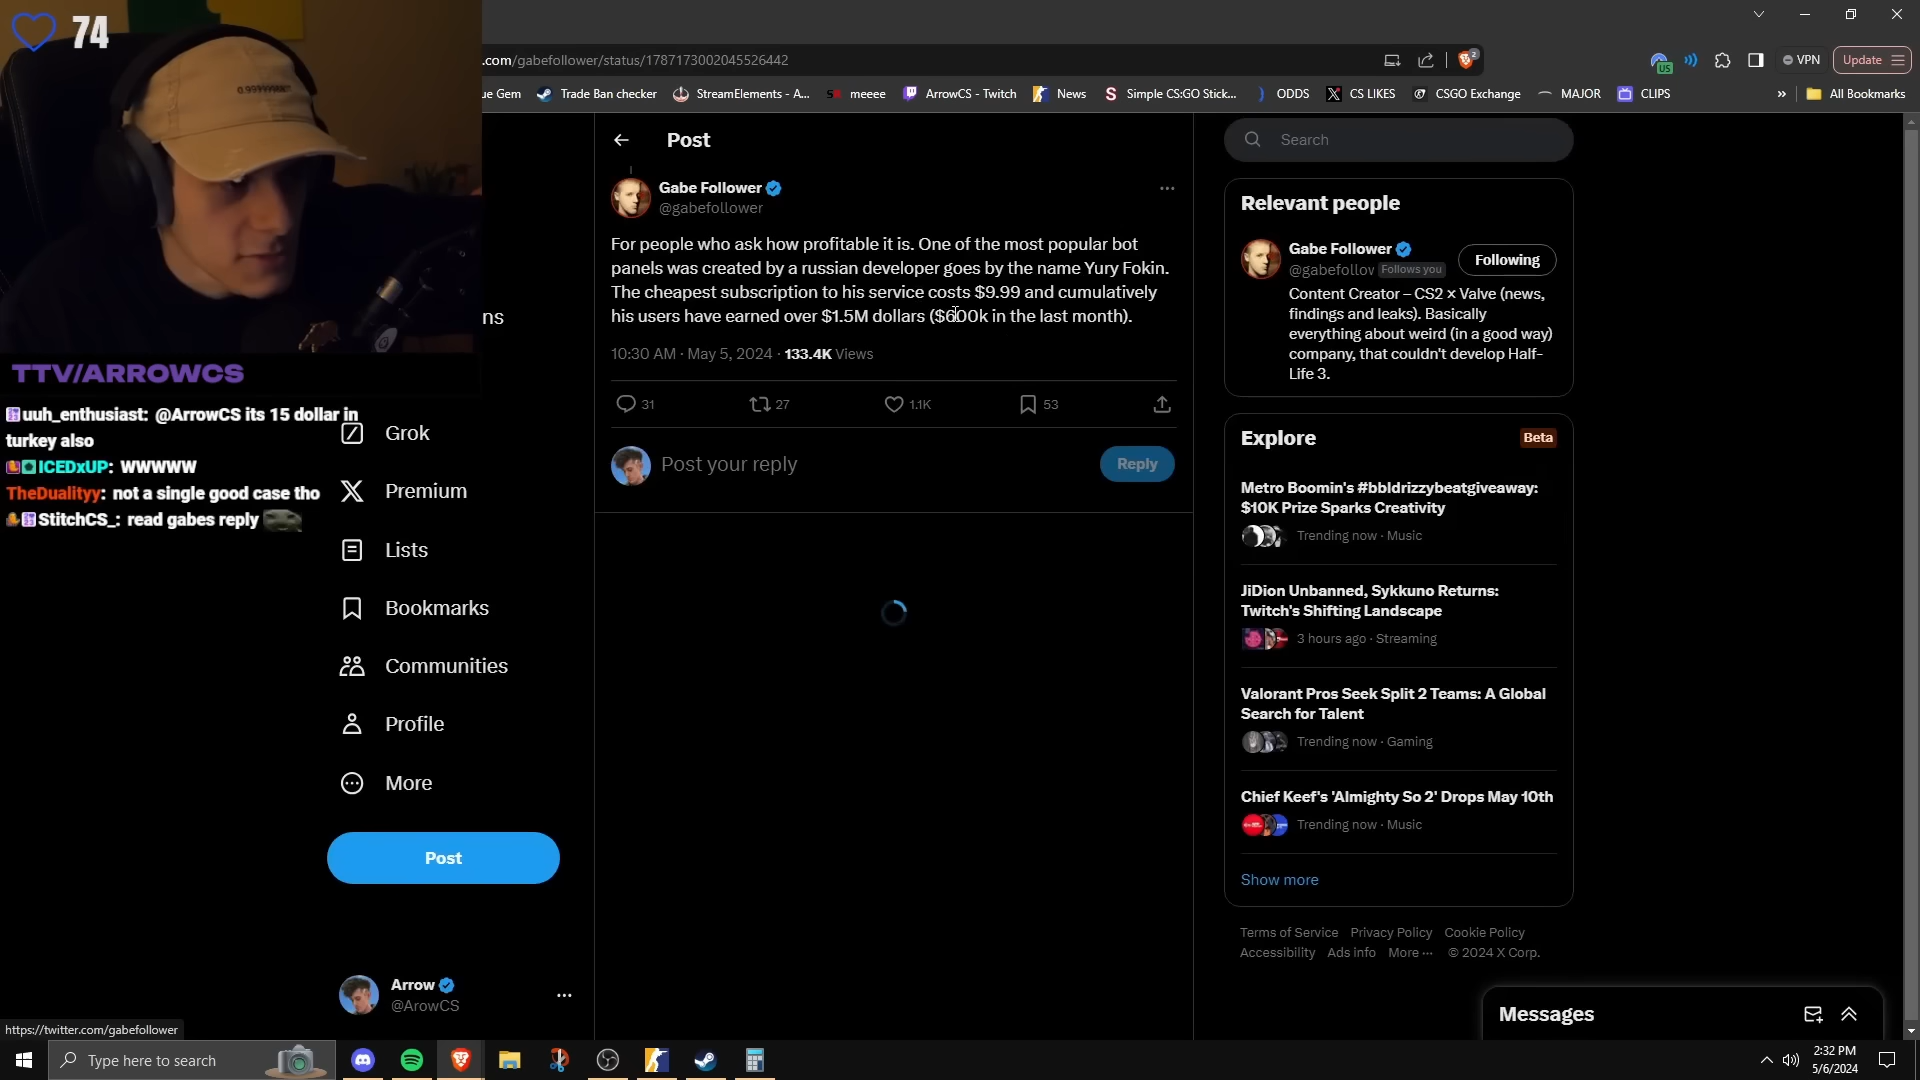 74
0.9999998807
TTV/ARROWCS
uuh_enthusiast: @ArrowCS its 15 dollar in
turkey also
ICEDxUP: WWWWW
TheDualityy: not a single good case tho
StitchCS_: read gabes reply
.com/gabefollower/status/1787173002045526442
2
US
VPN
Update
ue Gem
Trade Ban checker
StreamElements - A...
meeee
ArrowCS - Twitch
News
Simple CS:GO Stick...
ODDS
CS LIKES
CSGO Exchange
MAJOR
CLIPS
»
All Bookmarks
ns
Grok
Premium
Lists
Bookmarks
Communities
Profile
More
Post
Arrow
@ArowCS
Post
Gabe Follower
@gabefollower
For people who ask how profitable it is. One of the most popular bot
panels was created by a russian developer goes by the name Yury Fokin.
The cheapest subscription to his service costs $9.99 and cumulatively
his users have earned over $1.5M dollars ($600k in the last month).
10:30 AM · May 5, 2024 · 133.4K Views
31
27
1.1K
53
Post your reply
Reply
Search
Relevant people
Gabe Follower
@gabefollov Follows you
Following
Content Creator – CS2 × Valve (news,
findings and leaks). Basically
everything about weird (in a good way)
company, that couldn't develop Half-
Life 3.
Explore
Beta
Metro Boomin's #bbldrizzybeatgiveaway:
$10K Prize Sparks Creativity
Trending now · Music
JiDion Unbanned, Sykkuno Returns:
Twitch's Shifting Landscape
3 hours ago · Streaming
Valorant Pros Seek Split 2 Teams: A Global
Search for Talent
Trending now · Gaming
Chief Keef's 'Almighty So 2' Drops May 10th
Trending now · Music
Show more
Terms of Service Privacy Policy Cookie Policy
Accessibility Ads info More ··· © 2024 X Corp.
Messages
https://twitter.com/gabefollower
Type here to search
2:32 PM
5/6/2024